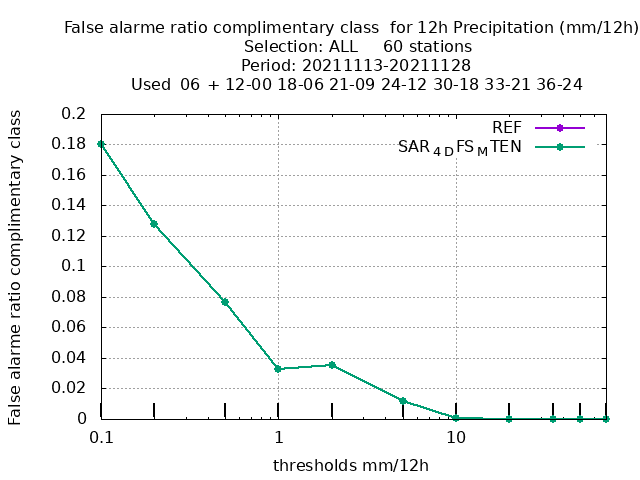 False alarme ratio complimentary class  for 12h Precipitation (mm/12h)
Selection: ALL     60 stations
Period: 20211113-20211128
Used  06 + 12-00 18-06 21-09 24-12 30-18 33-21 36-24
False alarme ratio complimentary class
0.2
0.18
0.16
0.14
0.12
0.1
0.08
0.06
0.04
0.02
0
REF
SAR4DFSMTEN
0.1
1
10
thresholds mm/12h